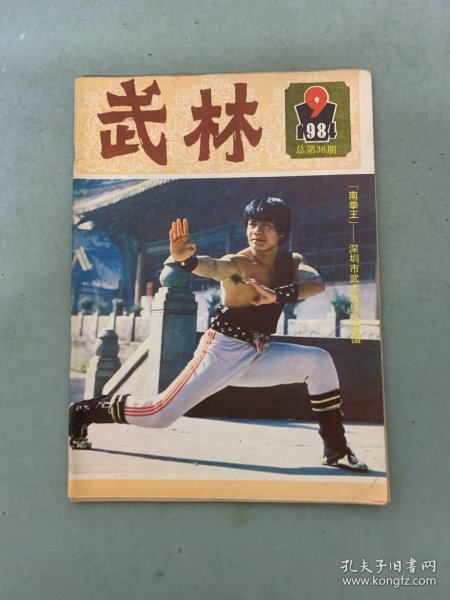 武林
9
1984
总第36期
「南拳王」——深圳市武术
孔夫子旧书网
www.kongfz.com